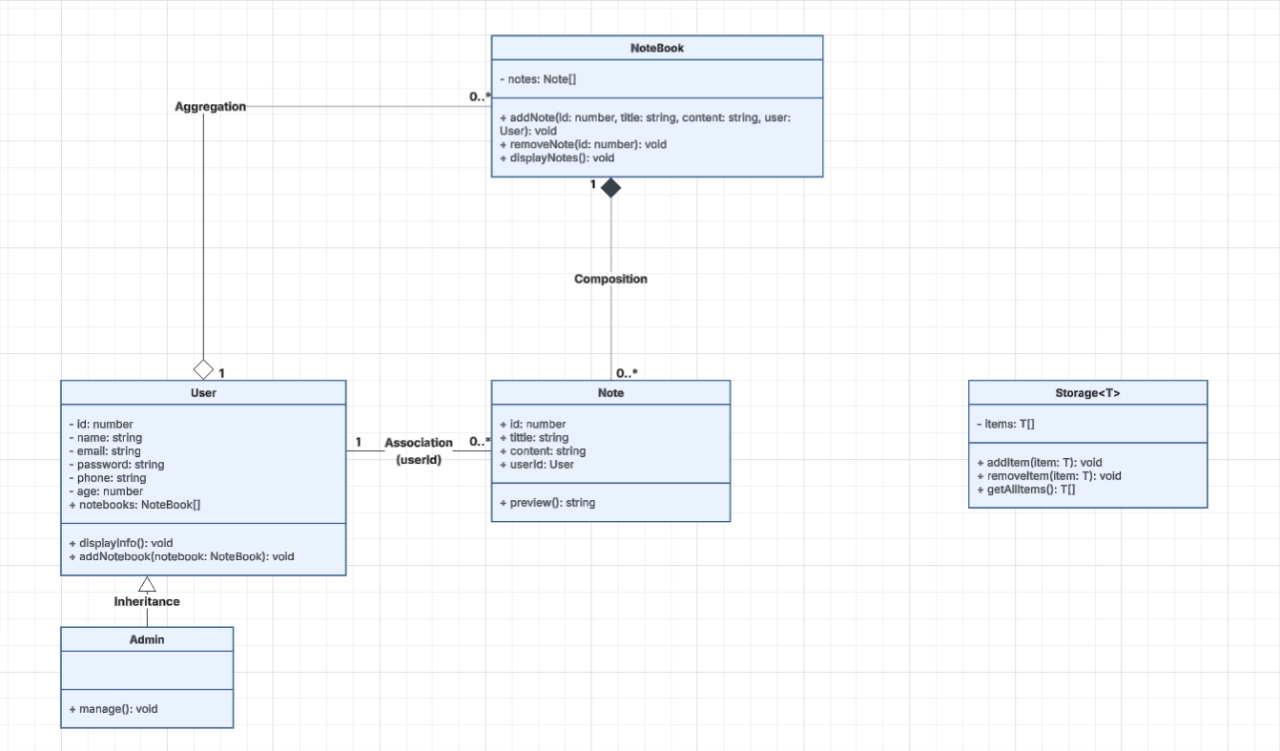 NoteBook
- notes: Note[]
+ addNote(id: number, title: string, content: string, user:
User): void
+ removeNote(id: number): void
+ displayNotes(): void
Aggregation
0..*
1
Composition
0..*
1
User
- id: number
- name: string
- email: string
- password: string
- phone: string
- age: number
+ notebooks: NoteBook[]
+ displayInfo(): void
+ addNotebook(notebook: NoteBook): void
1
Association
(userId)
0..*
Note
+ id: number
+ tittle: string
+ content: string
+ userId: User
+ preview(): string
Storage<T>
- items: T[]
+ addItem(item: T): void
+ removeItem(item: T): void
+ getAllItems(): T[]
Inheritance
Admin
+ manage(): void